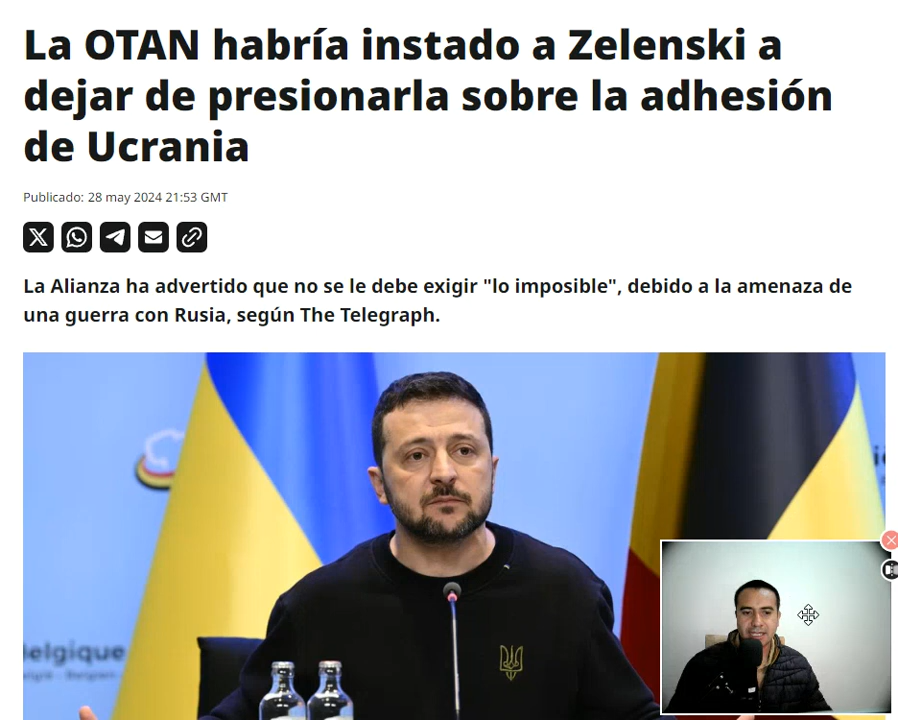 La OTAN habría instado a Zelenski a
dejar de presionarla sobre la adhesión
de Ucrania
Publicado: 28 may 2024 21:53 GMT
La Alianza ha advertido que no se le debe exigir "lo imposible", debido a la amenaza de
una guerra con Rusia, según The Telegraph.
elgique